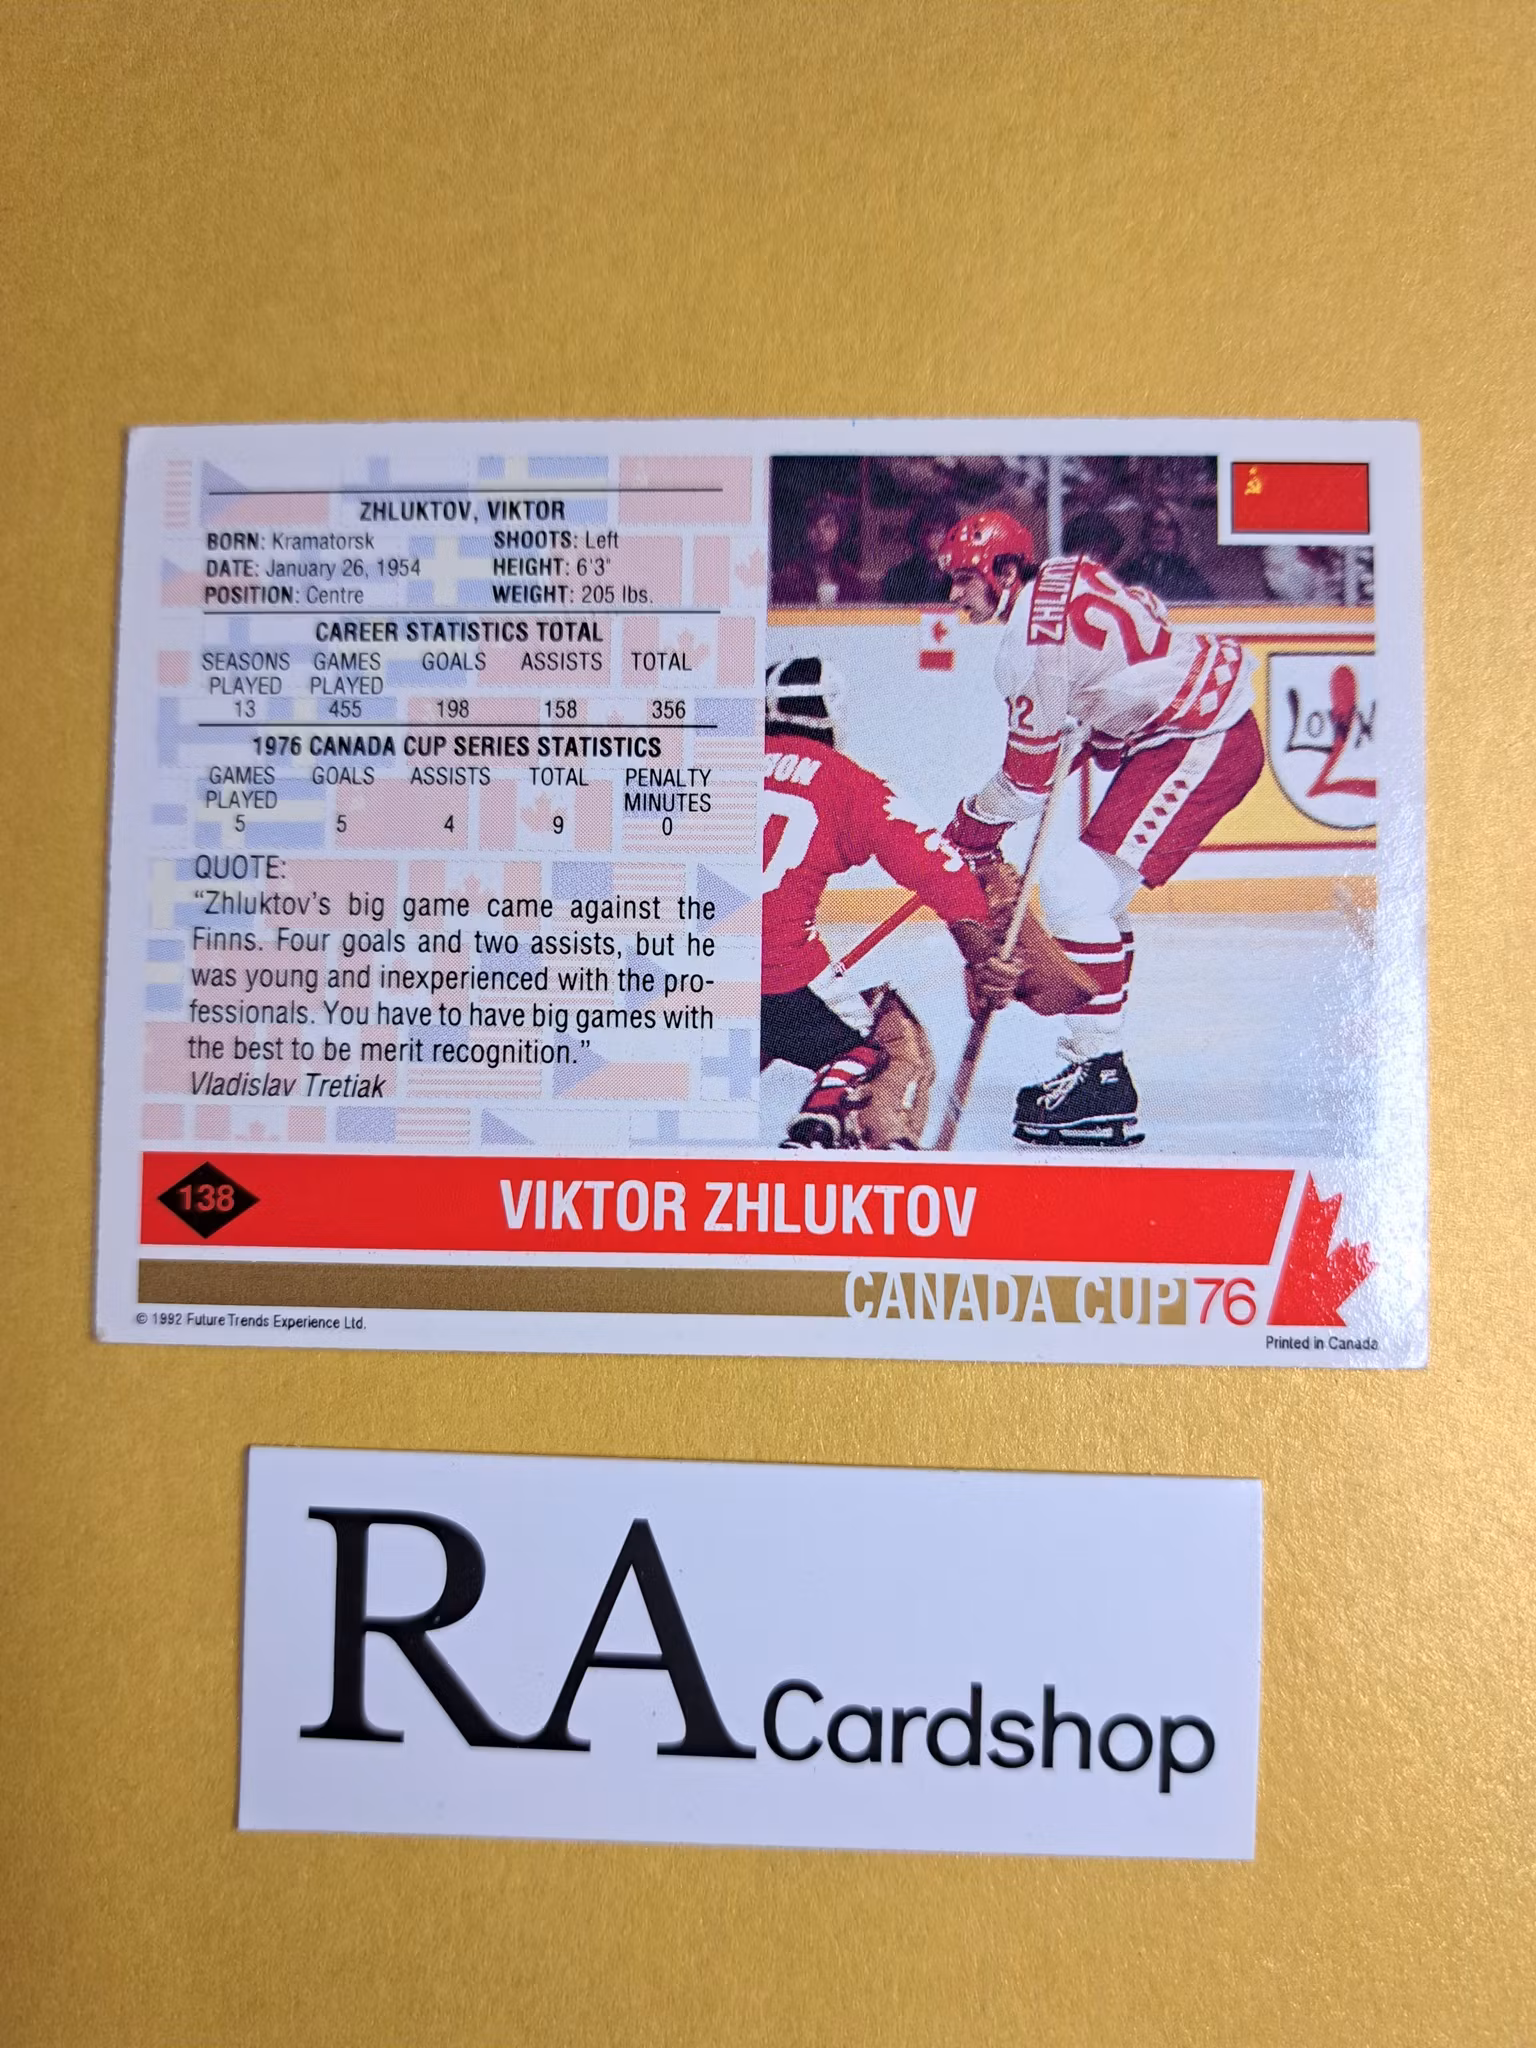 ZHLUKTOV, VIKTOR
BORN: Kramatorsk SHOOTS: Left
DATE: January 26, 1954 HEIGHT: 6'3"
POSITION: Centre WEIGHT: 205 lbs.
CAREER STATISTICS TOTAL
SEASONS PLAYED GAMES PLAYED GOALS ASSISTS TOTAL
13 455 198 158 356
1976 CANADA CUP SERIES STATISTICS
GAMES PLAYED GOALS ASSISTS TOTAL PENALTY MINUTES
5 5 4 9 0
QUOTE:
“Zhluktov’s big game came against the
Finns. Four goals and two assists, but he
was young and inexperienced with the pro-
fessionals. You have to have big games with
the best to be merit recognition.”
Vladislav Tretiak
ZHLUKT
22
22
138
VIKTOR ZHLUKTOV
CANADA CUP 76
© 1992 Future Trends Experience Ltd.
Printed in Canada
RA Cardshop